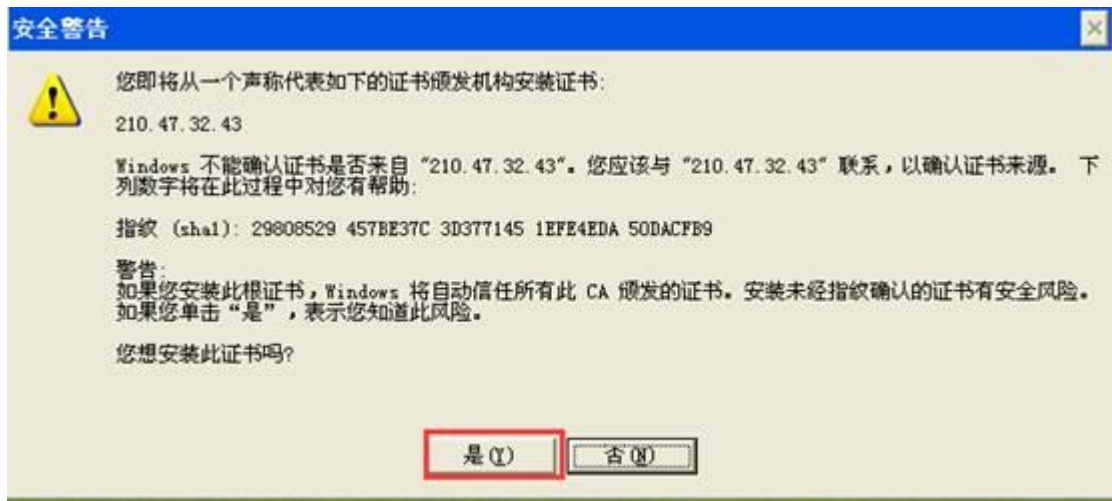 安全警告
您即将从一个声称代表如下的证书颁发机构安装证书:
210.47.32.43
Windows 不能确认证书是否来自 "210.47.32.43"。您应该与 "210.47.32.43" 联系，以确认证书来源。 下
列数字将在此过程中对您有帮助:
指纹 (sha1): 29808529 457BE37C 3D377145 1EFE4EDA 50DACFB9
警告:
如果您安装此根证书，Windows 将自动信任所有此 CA 颁发的证书。安装未经指纹确认的证书有安全风险。
如果您单击“是”，表示您知道此风险。
您想安装此证书吗?
是(Y) 否(N)